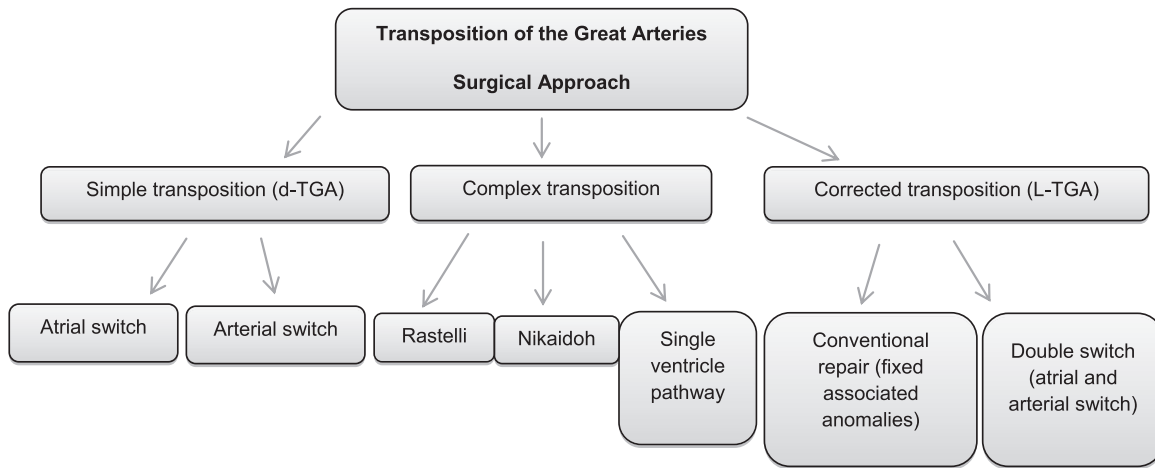 Transposition of the Great Arteries
Surgical Approach
Simple transposition (d-TGA)
Complex transposition
Corrected transposition (L-TGA)
Atrial switch
Arterial switch
Rastelli
Nikaidoh
Single
ventricle
pathway
Conventional
repair (fixed
associated
anomalies)
Double switch
(atrial and
arterial switch)